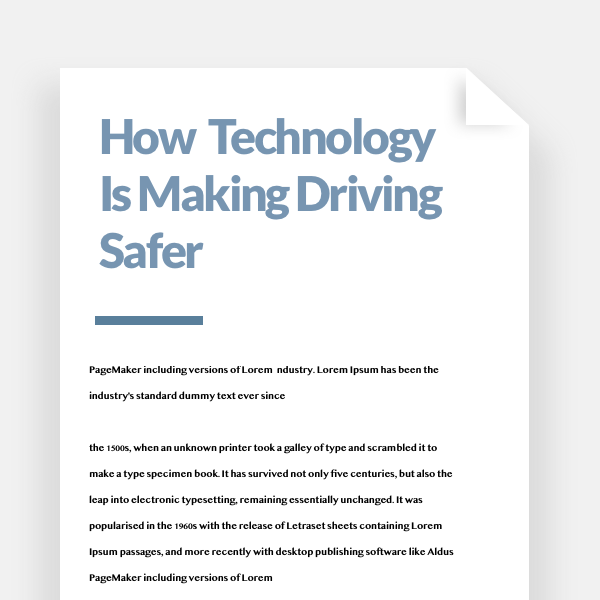 How Technology
Is Making Driving
Safer
PageMaker including versions of Lorem ndustry. Lorem Ipsum has been the
industry's standard dummy text ever since
the 1500s, when an unknown printer took a galley of type and scrambled it to
make a type specimen book. It has survived not only five centuries, but also the
leap into electronic typesetting, remaining essentially unchanged. It was
popularised in the 1960s with the release of Letraset sheets containing Lorem
Ipsum passages, and more recently with desktop publishing software like Aldus
PageMaker including versions of Lorem